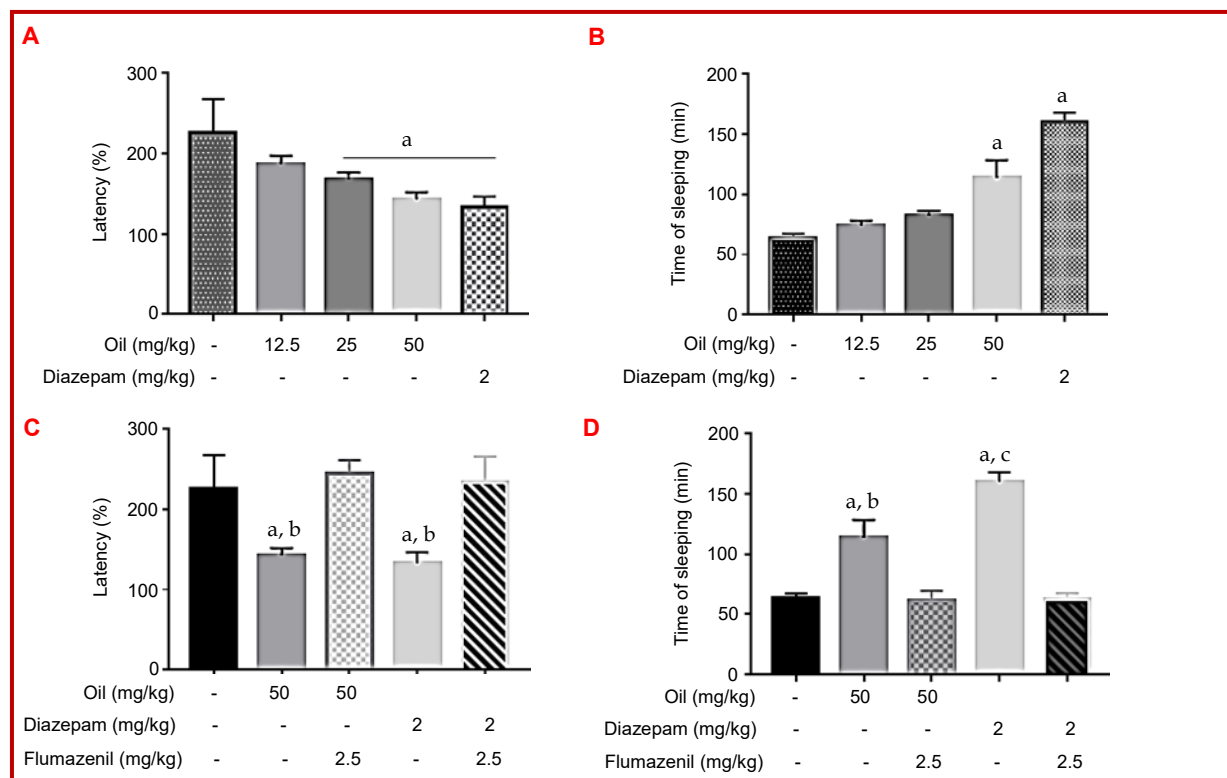 A
300
200
100
0
Latency (%)
a
Oil (mg/kg) - 12.5 25 50
Diazepam (mg/kg) - - - - 2
B
200
150
100
50
0
Time of sleeping (min)
a
a
Oil (mg/kg) - 12.5 25 50
Diazepam (mg/kg) - - - - 2
C
300
200
100
0
Latency (%)
a, b
a, b
Oil (mg/kg) - 50 50
Diazepam (mg/kg) - - - 2 2
Flumazenil (mg/kg) - - 2.5 - 2.5
D
200
150
100
50
0
Time of sleeping (min)
a, b
a, c
Oil (mg/kg) - 50 50
Diazepam (mg/kg) - - - 2 2
Flumazenil (mg/kg) - - 2.5 - 2.5